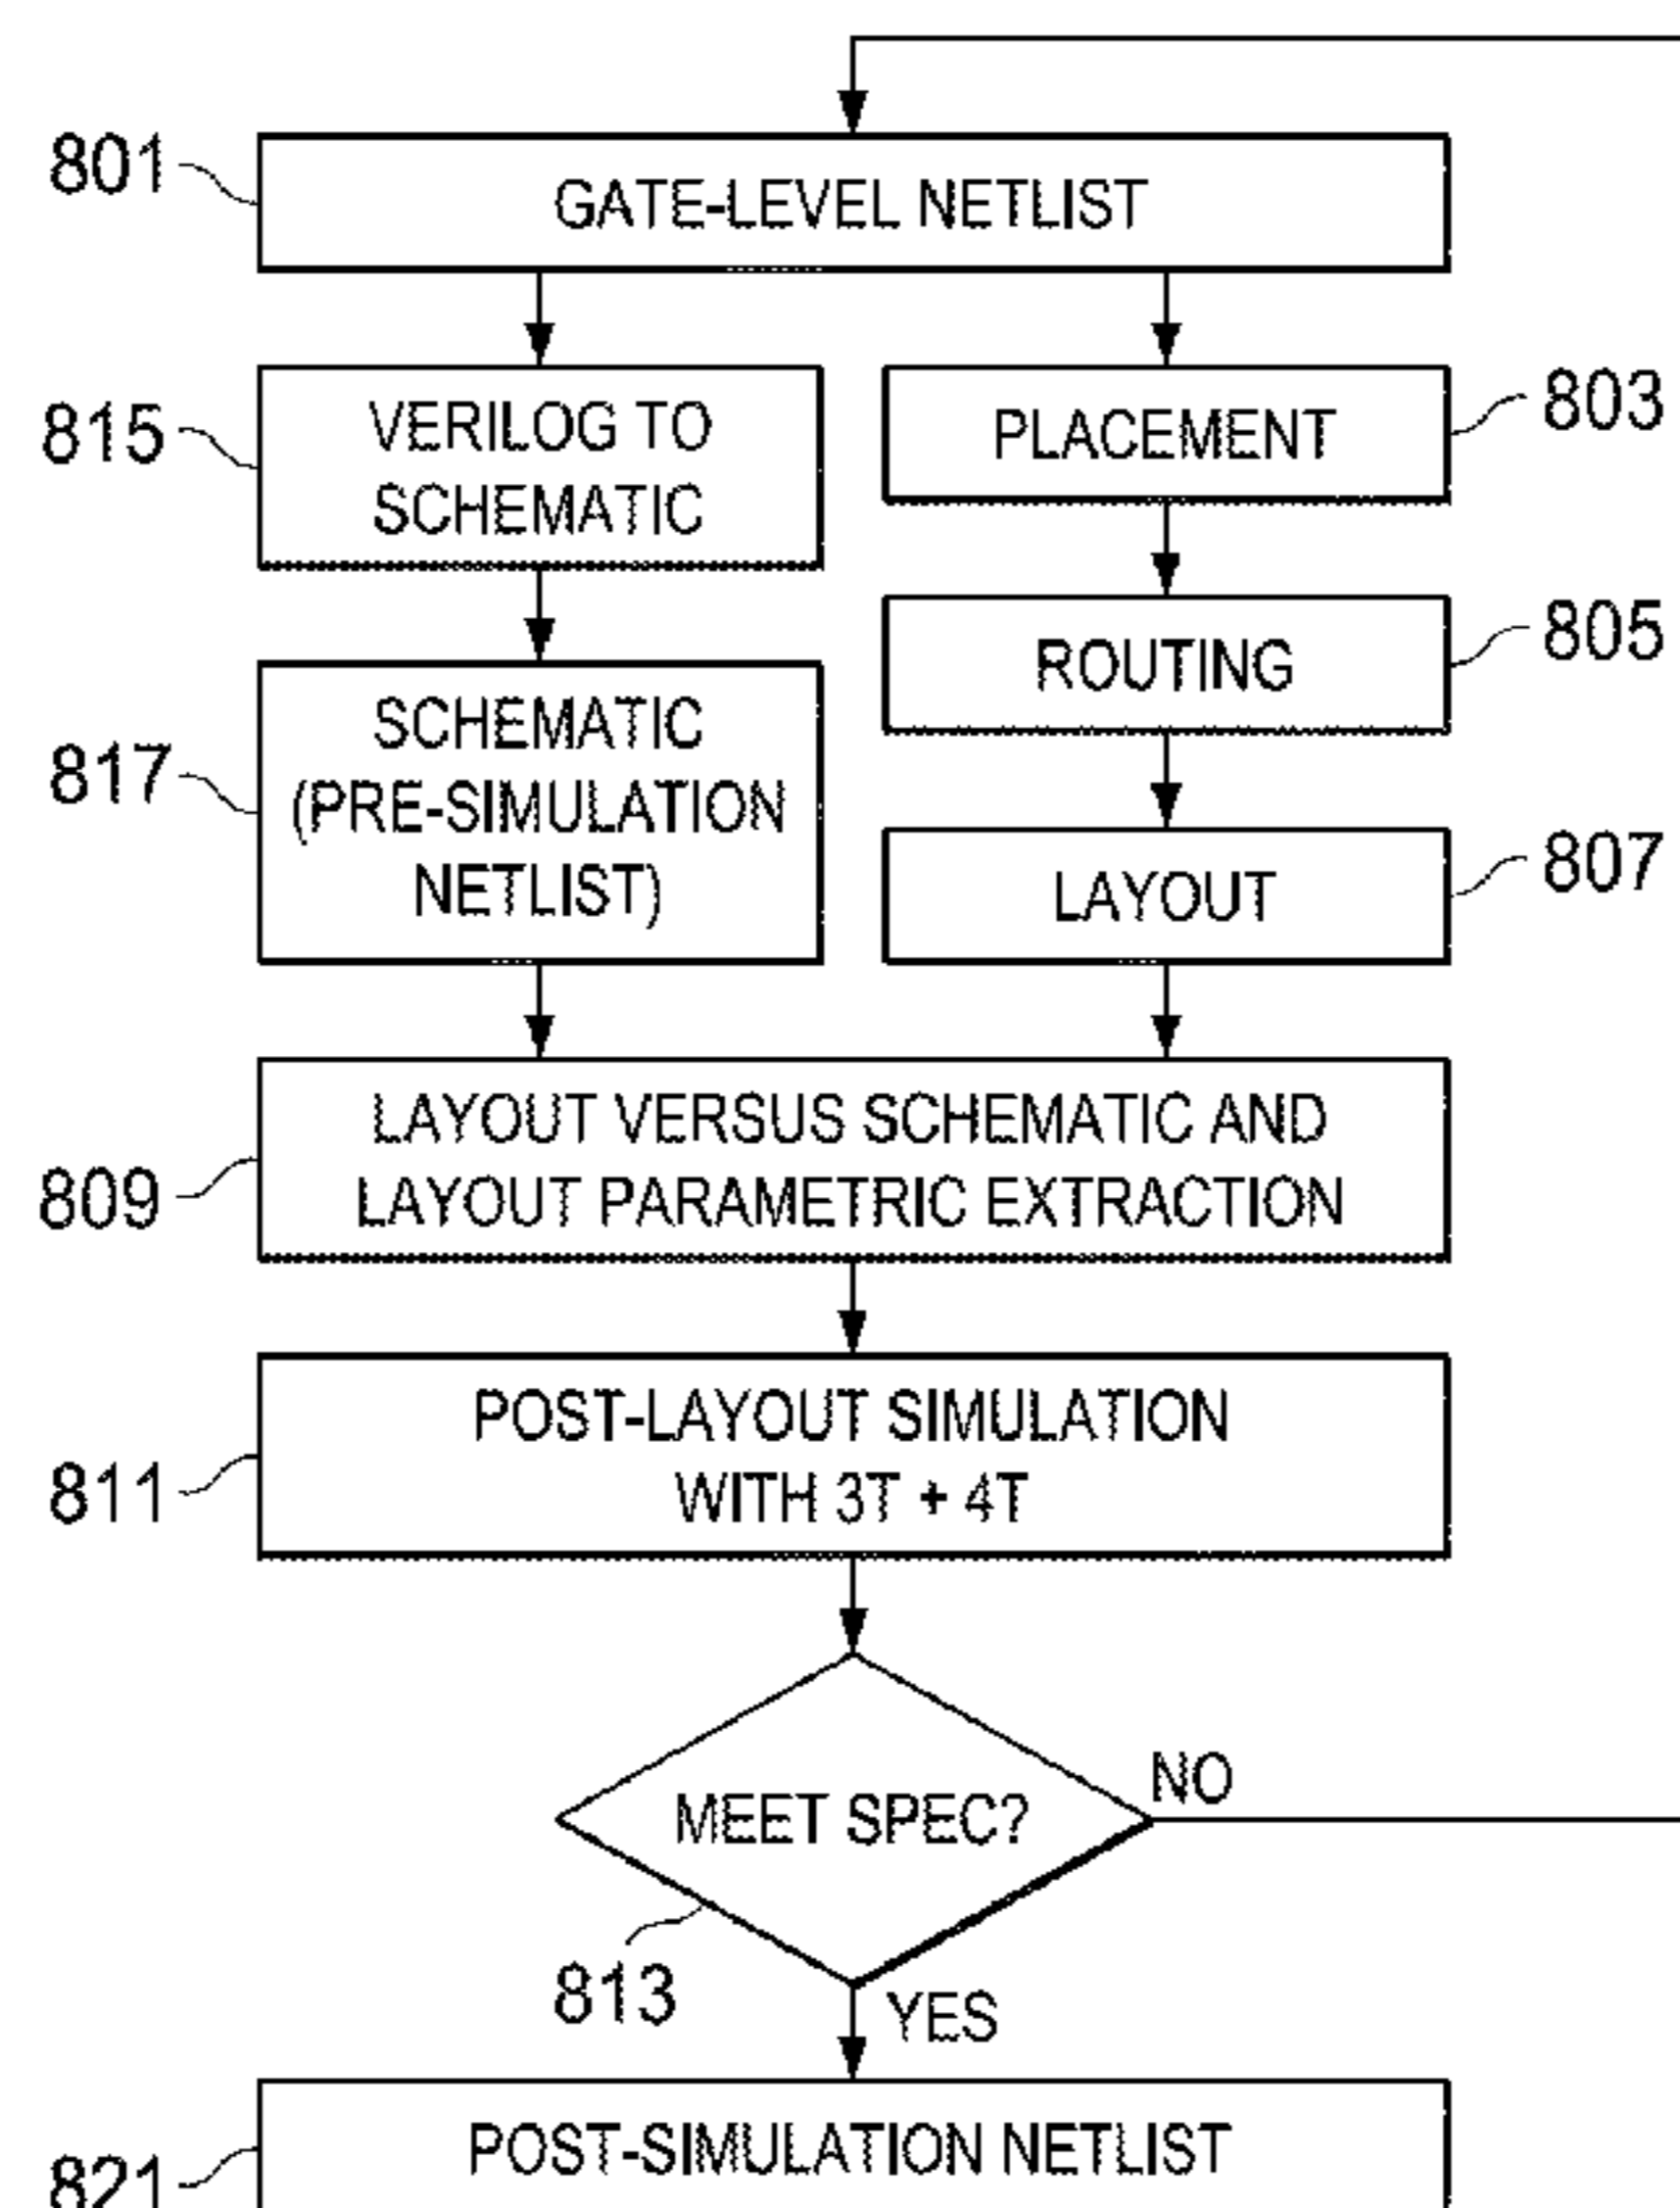 801
GATE-LEVEL NETLIST
815
VERILOG TO
SCHEMATIC
PLACEMENT
803
ROUTING
805
817
SCHEMATIC
(PRE-SIMULATION
NETLIST)
LAYOUT
807
809
LAYOUT VERSUS SCHEMATIC AND
LAYOUT PARAMETRIC EXTRACTION
811
POST-LAYOUT SIMULATION
WITH 3T + 4T
MEET SPEC?
NO
813
YES
821
POST-SIMULATION NETLIST